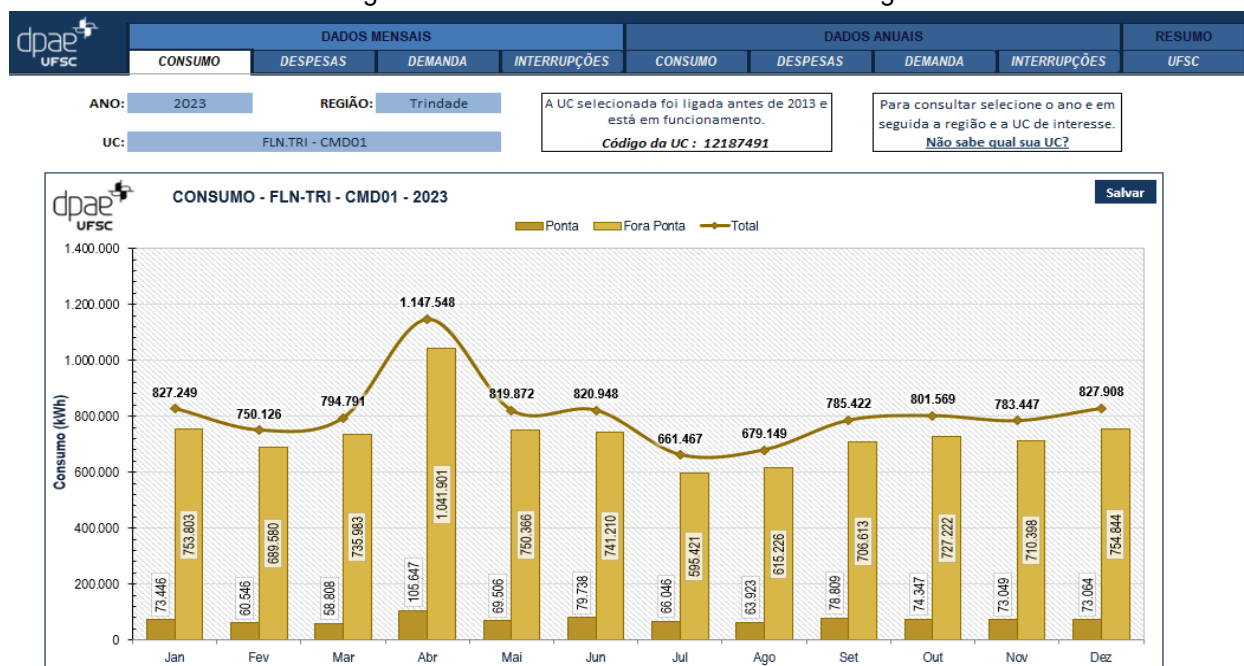 dpae
UFSC
DADOS MENSAIS
DADOS ANUAIS
RESUMO
CONSUMO
DESPESAS
DEMANDA
INTERRUPÇÕES
CONSUMO
DESPESAS
DEMANDA
INTERRUPÇÕES
UFSC
ANO:
2023
REGIÃO:
Trindade
UC:
FLN.TRI - CMD01
A UC selecionada foi ligada antes de 2013 e
está em funcionamento.
Código da UC : 12187491
Para consultar selecione o ano e em
seguida a região e a UC de interesse.
Não sabe qual sua UC?
dpae
UFSC
CONSUMO - FLN-TRI - CMD01 - 2023
Salvar
Ponta
Fora Ponta
Total
Consumo (kWh)
1.400.000
1.200.000
1.000.000
800.000
600.000
400.000
200.000
0
827.249
750.126
794.791
1.147.548
819.872
820.948
661.467
679.149
785.422
801.569
783.447
827.908
73.446
753.803
60.546
689.580
58.808
735.983
105.647
1.041.901
69.506
750.366
79.738
741.210
66.046
595.421
63.923
615.226
78.809
706.613
74.347
727.222
73.049
710.398
73.064
754.844
Jan
Fev
Mar
Abr
Mai
Jun
Jul
Ago
Set
Out
Nov
Dez